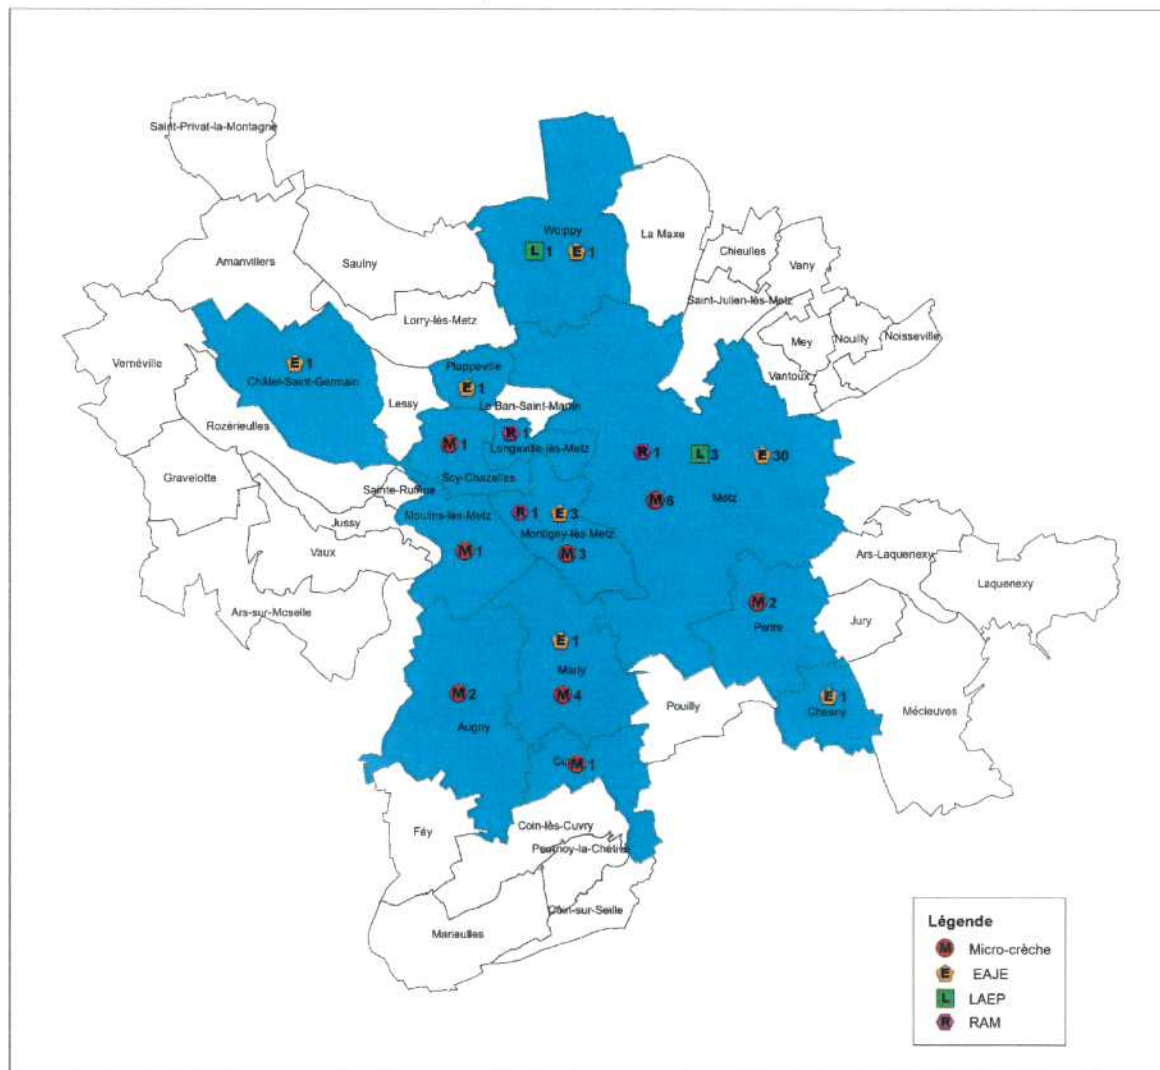 Saint-Privat-la-Montagne
Woippy
L 1 E 1
La Maxe
Chieulles
Vany
Amanvillers
Saulny
Saint-Julien-lès-Metz
Lorry-lès-Metz
Mey
Nouilly
Noisseville
Vernéville
E 1
Châtel-Saint-Germain
Plappeville
E 1
Vantoux
Lessy
Le Ban-Saint-Martin
Rozérieulles
M 1
R 1
Longeville-lès-Metz
R 1
L 3
E 30
Scy-Chazelles
Gravelotte
Sainte-Ruffine
M 6
Metz
Moulins-lès-Metz
R 1
E 3
Jussy
Montigny-lès-Metz
Vaux
M 1
M 3
Ars-Laquenexy
Laquenexy
Ars-sur-Moselle
M 2
Peltre
Jury
E 1
Marly
M 2
M 4
Augny
Pouilly
E 1
Chesny
Mécleuves
M 1
Féy
Coin-lès-Cuvry
Pournoy-la-Chétive
Coin-sur-Seille
Marieulles
Légende
M Micro-crèche
E EAJE
L LAEP
R RAM